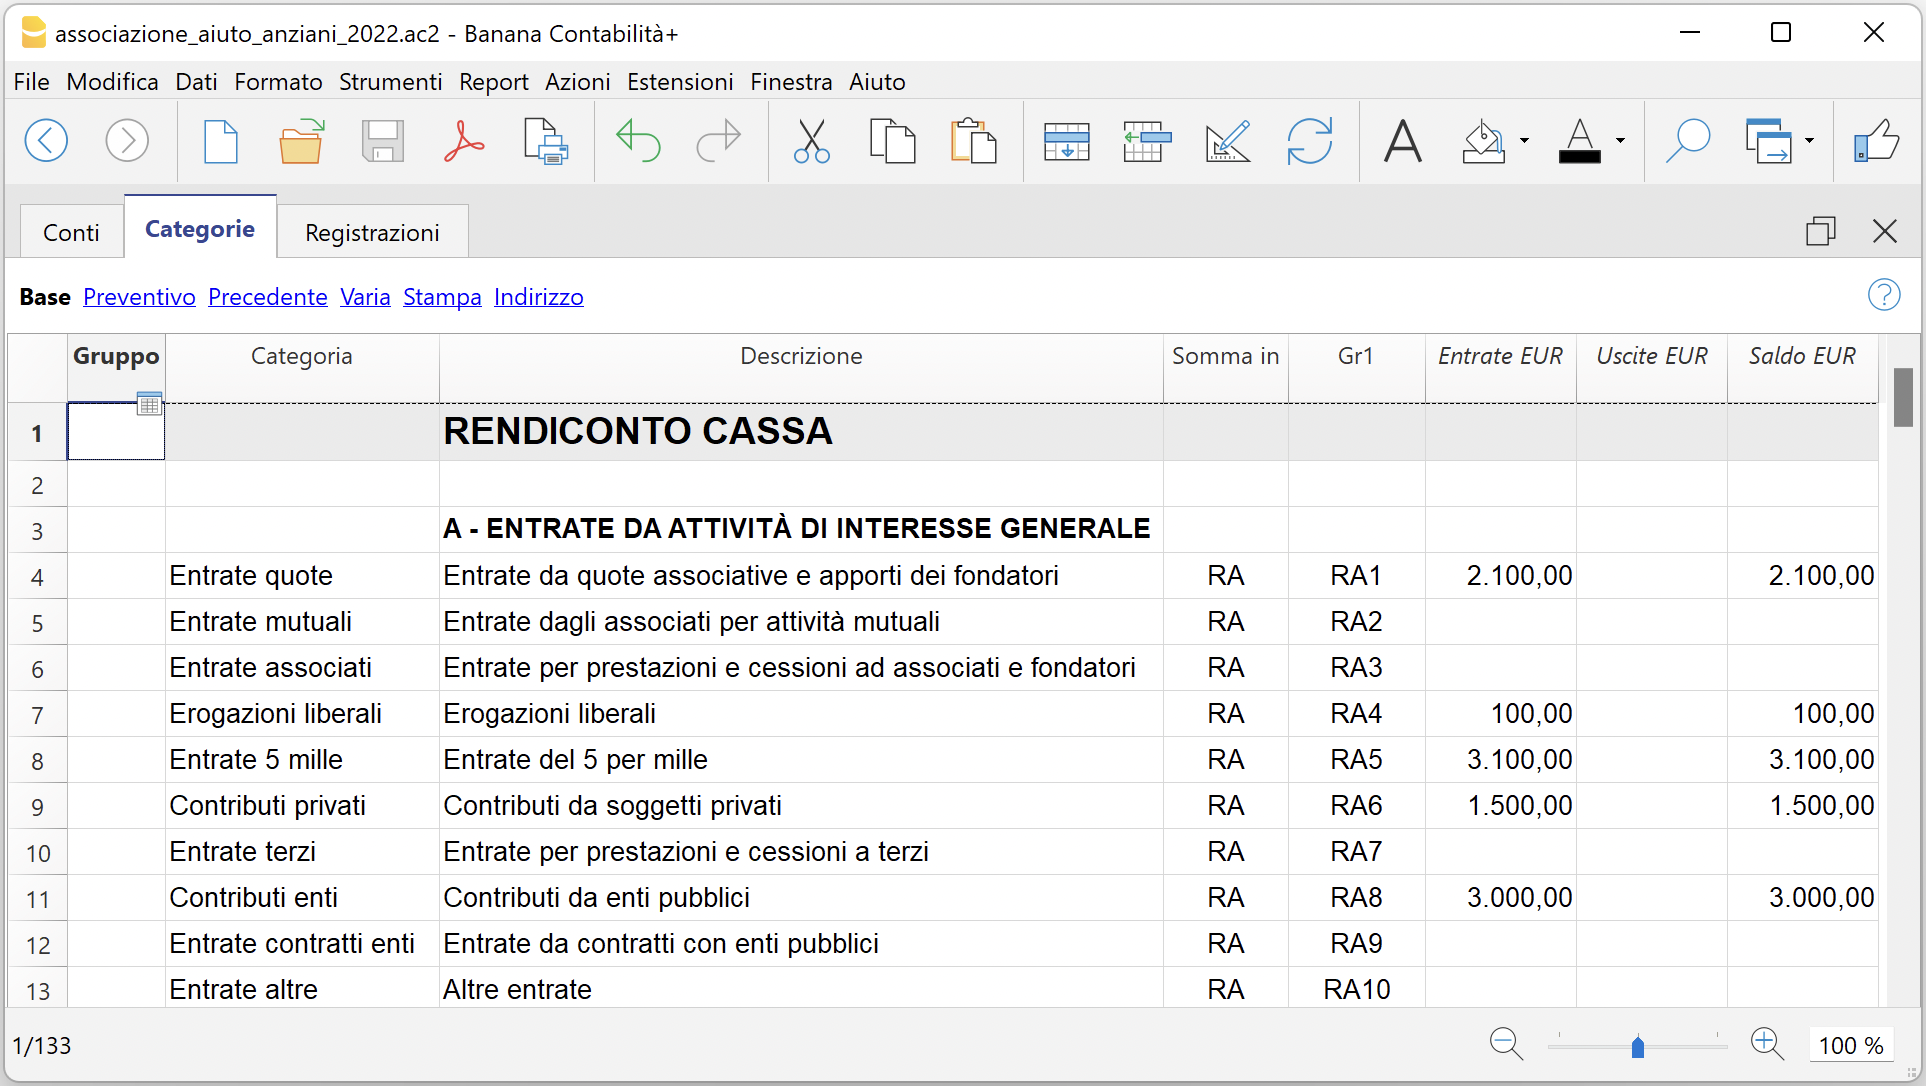 associazione_aiuto_anziani_2022.ac2 - Banana Contabilità+
File Modifica Dati Formato Strumenti Report Azioni Estensioni Finestra Aiuto
Conti Categorie Registrazioni
Base Preventivo Precedente Varia Stampa Indirizzo
Gruppo Categoria Descrizione Somma in Gr1 Entrate EUR Uscite EUR Saldo EUR
1 RENDICONTO CASSA
2
3 A - ENTRATE DA ATTIVITÀ DI INTERESSE GENERALE
4 Entrate quote Entrate da quote associative e apporti dei fondatori RA RA1 2.100,00 2.100,00
5 Entrate mutuali Entrate dagli associati per attività mutuali RA RA2
6 Entrate associati Entrate per prestazioni e cessioni ad associati e fondatori RA RA3
7 Erogazioni liberali Erogazioni liberali RA RA4 100,00 100,00
8 Entrate 5 mille Entrate del 5 per mille RA RA5 3.100,00 3.100,00
9 Contributi privati Contributi da soggetti privati RA RA6 1.500,00 1.500,00
10 Entrate terzi Entrate per prestazioni e cessioni a terzi RA RA7
11 Contributi enti Contributi da enti pubblici RA RA8 3.000,00 3.000,00
12 Entrate contratti enti Entrate da contratti con enti pubblici RA RA9
13 Entrate altre Altre entrate RA RA10
1/133 100 %